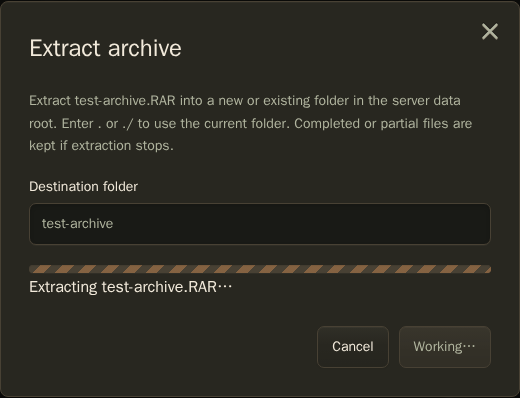 Extract archive
Extract test-archive.RAR into a new or existing folder in the server data
root. Enter . or ./ to use the current folder. Completed or partial files are
kept if extraction stops.
Destination folder
test-archive
Extracting test-archive.RAR···
Cancel
Working···